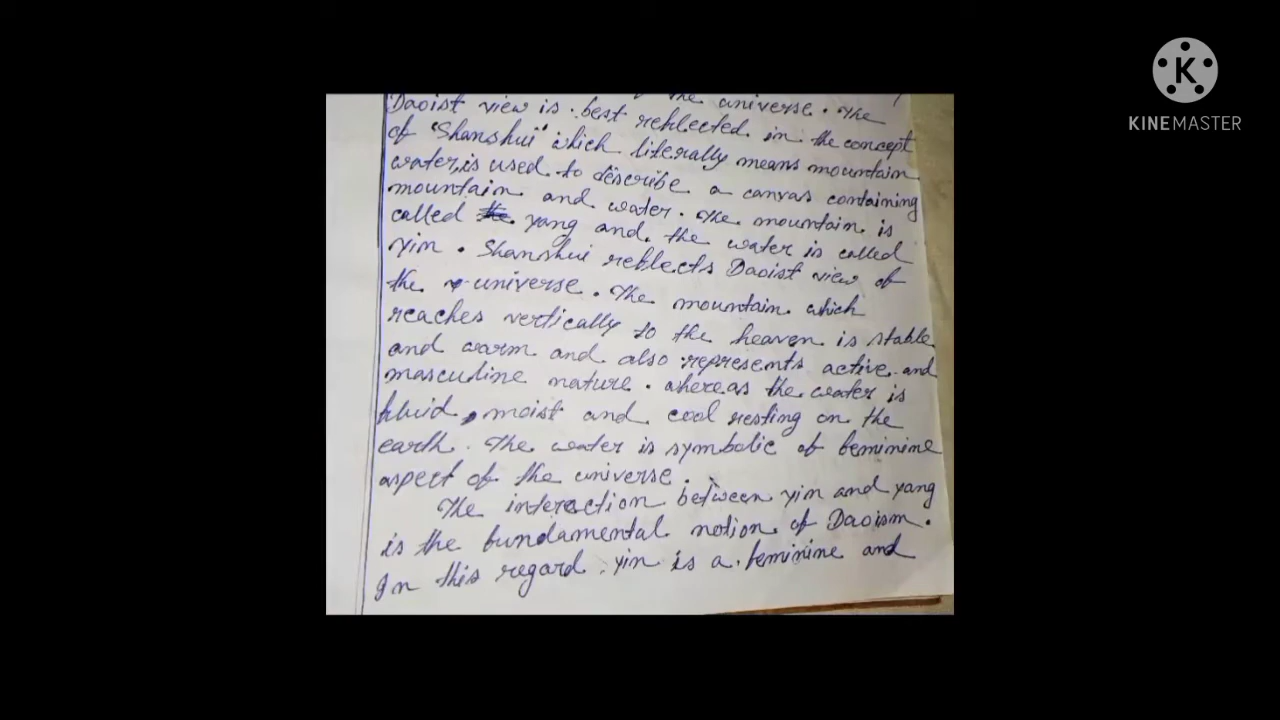 the universe. The
Daoist view is best reflected in the concept
of "Shanshui" which literally means mountain
water, is used to describe a canvas containing
mountain and water. The mountain is
called yang and the water is called
yin. Shanshui reflects Daoist view of
the universe. The mountain which
reaches vertically to the heaven is stable
and warm and also represents active and
masculine nature. whereas the water is
fluid, moist and cool resting on the
earth. The water is symbolic of feminine
aspect of the universe.
The interaction between yin and yang
is the fundamental notion of Daoism.
In this regard yin is a feminine and
K
KINEMASTER